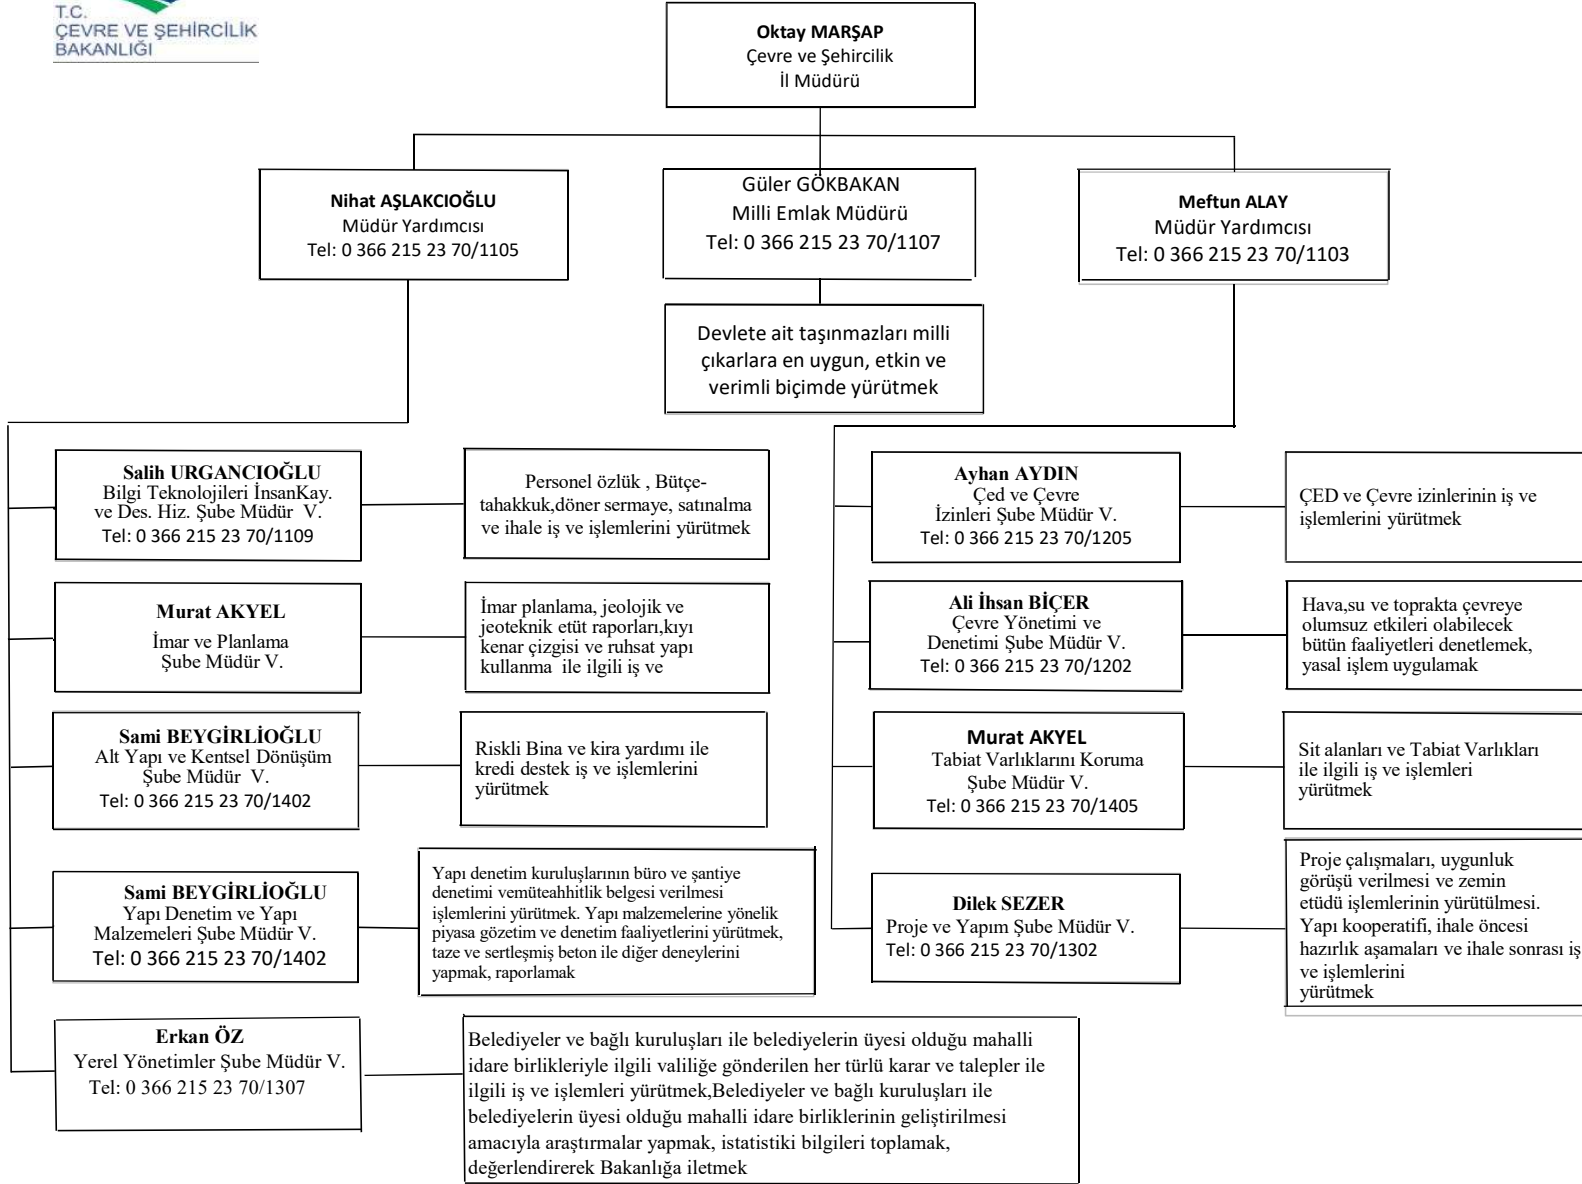 T.C.
ÇEVRE VE ŞEHİRCİLİK
BAKANLIĞI
Oktay MARŞAP
Çevre ve Şehircilik
İl Müdürü
Nihat AŞLAKCIOĞLU
Müdür Yardımcısı
Tel: 0 366 215 23 70/1105
Güler GÖKBAKAN
Milli Emlak Müdürü
Tel: 0 366 215 23 70/1107
Meftun ALAY
Müdür Yardımcısı
Tel: 0 366 215 23 70/1103
Devlete ait taşınmazları milli
çıkarlara en uygun, etkin ve
verimli biçimde yürütmek
Salih URGANCIOĞLU
Bilgi Teknolojileri İnsanKay.
ve Des. Hiz. Şube Müdür V.
Tel: 0 366 215 23 70/1109
Personel özlük , Bütçe-
tahakkuk,döner sermaye, satınalma
ve ihale iş ve işlemlerini yürütmek
Murat AKYEL
İmar ve Planlama
Şube Müdür V.
İmar planlama, jeolojik ve
jeoteknik etüt raporları,kıyı
kenar çizgisi ve ruhsat yapı
kullanma ile ilgili iş ve
Sami BEYGİRLİOĞLU
Alt Yapı ve Kentsel Dönüşüm
Şube Müdür V.
Tel: 0 366 215 23 70/1402
Riskli Bina ve kira yardımı ile
kredi destek iş ve işlemlerini
yürütmek
Sami BEYGİRLİOĞLU
Yapı Denetim ve Yapı
Malzemeleri Şube Müdür V.
Tel: 0 366 215 23 70/1402
Yapı denetim kuruluşlarının büro ve şantiye
denetimi vemüteahhitlik belgesi verilmesi
işlemlerini yürütmek. Yapı malzemelerine yönelik
piyasa gözetim ve denetim faaliyetlerini yürütmek,
taze ve sertleşmiş beton ile diğer deneylerini
yapmak, raporlamak
Erkan ÖZ
Yerel Yönetimler Şube Müdür V.
Tel: 0 366 215 23 70/1307
Belediyeler ve bağlı kuruluşları ile belediyelerin üyesi olduğu mahalli
idare birlikleriyle ilgili valiliğe gönderilen her türlü karar ve talepler ile
ilgili iş ve işlemleri yürütmek,Belediyeler ve bağlı kuruluşları ile
belediyelerin üyesi olduğu mahalli idare birliklerinin geliştirilmesi
amacıyla araştırmalar yapmak, istatistiki bilgileri toplamak,
değerlendirerek Bakanlığa iletmek
Ayhan AYDIN
Çed ve Çevre
İzinleri Şube Müdür V.
Tel: 0 366 215 23 70/1205
ÇED ve Çevre izinlerinin iş ve
işlemlerini yürütmek
Ali İhsan BİÇER
Çevre Yönetimi ve
Denetimi Şube Müdür V.
Tel: 0 366 215 23 70/1202
Hava,su ve toprakta çevreye
olumsuz etkileri olabilecek
bütün faaliyetleri denetlemek,
yasal işlem uygulamak
Murat AKYEL
Tabiat Varlıklarını Koruma
Şube Müdür V.
Tel: 0 366 215 23 70/1405
Sit alanları ve Tabiat Varlıkları
ile ilgili iş ve işlemleri
yürütmek
Dilek SEZER
Proje ve Yapım Şube Müdür V.
Tel: 0 366 215 23 70/1302
Proje çalışmaları, uygunluk
görüşü verilmesi ve zemin
etüdü işlemlerinin yürütülmesi.
Yapı kooperatifi, ihale öncesi
hazırlık aşamaları ve ihale sonrası iş
ve işlemlerini
yürütmek